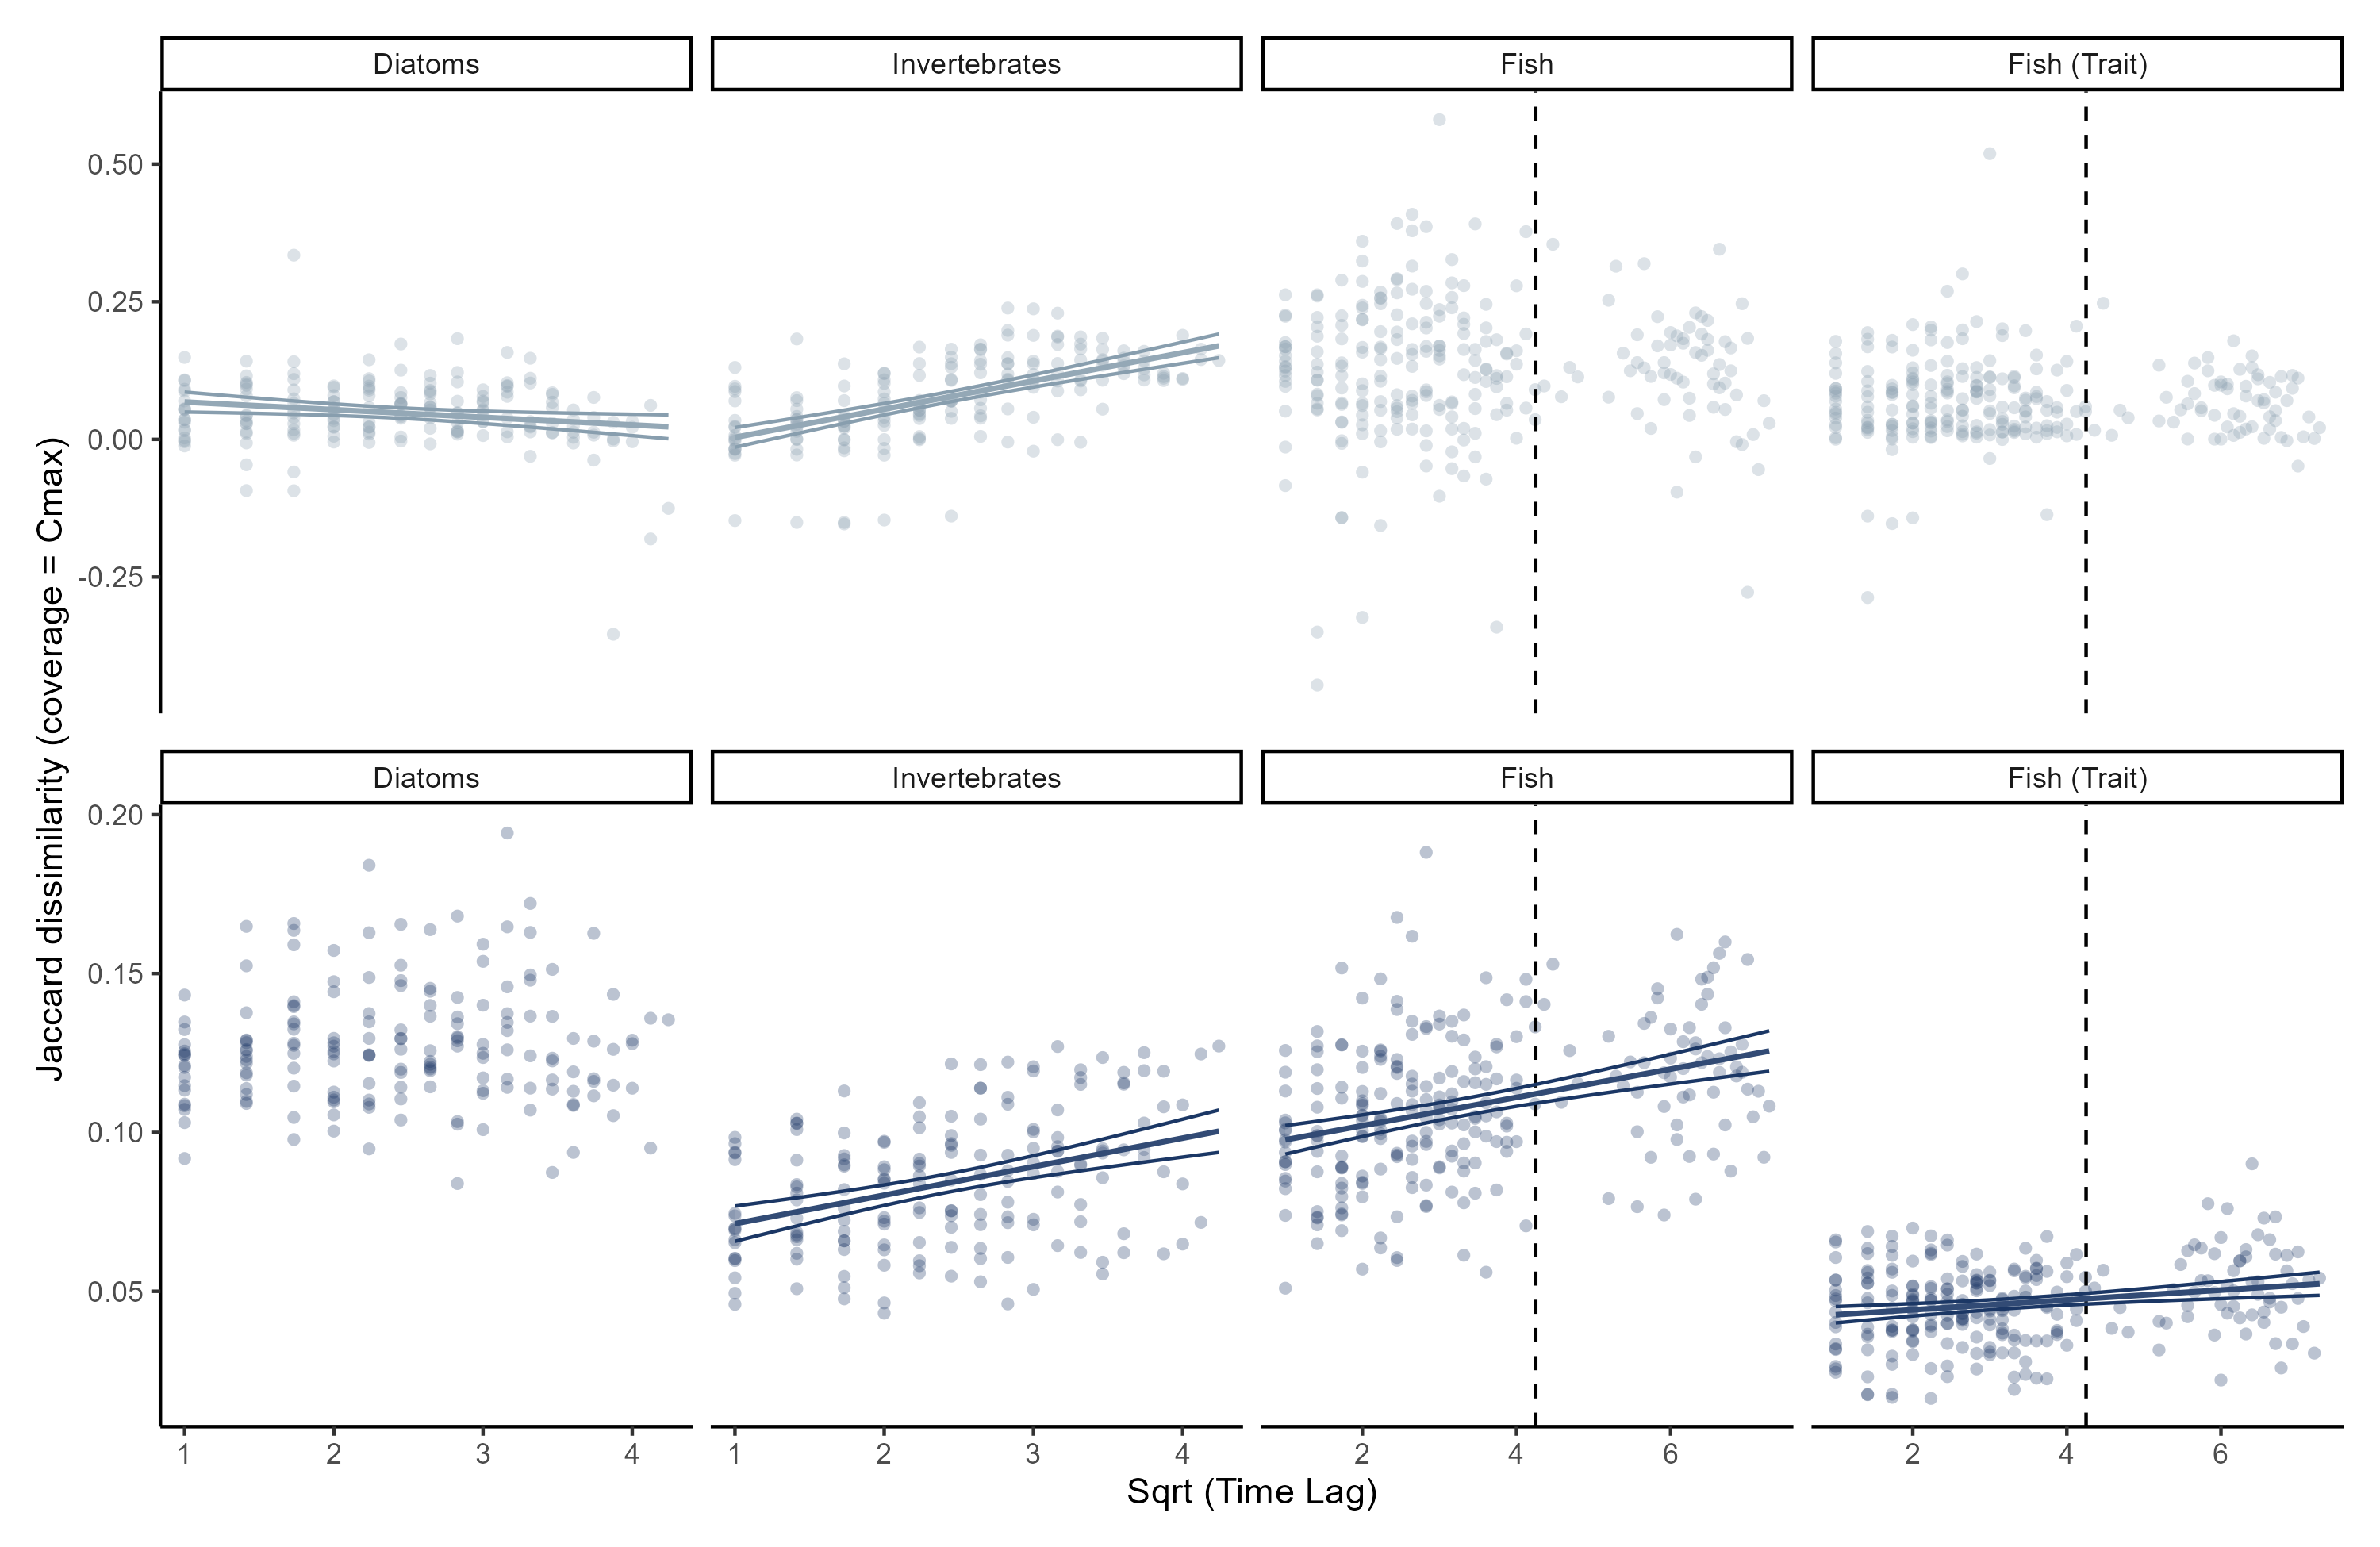 Diatoms
Invertebrates
Fish
Fish (Trait)
0.50
0.25
0.00
-0.25
Jaccard dissimilarity (coverage = Cmax)
Diatoms
Invertebrates
Fish
Fish (Trait)
0.20
0.15
0.10
0.05
1 2 3 4
1 2 3 4
2 4 6
2 4 6
Sqrt (Time Lag)